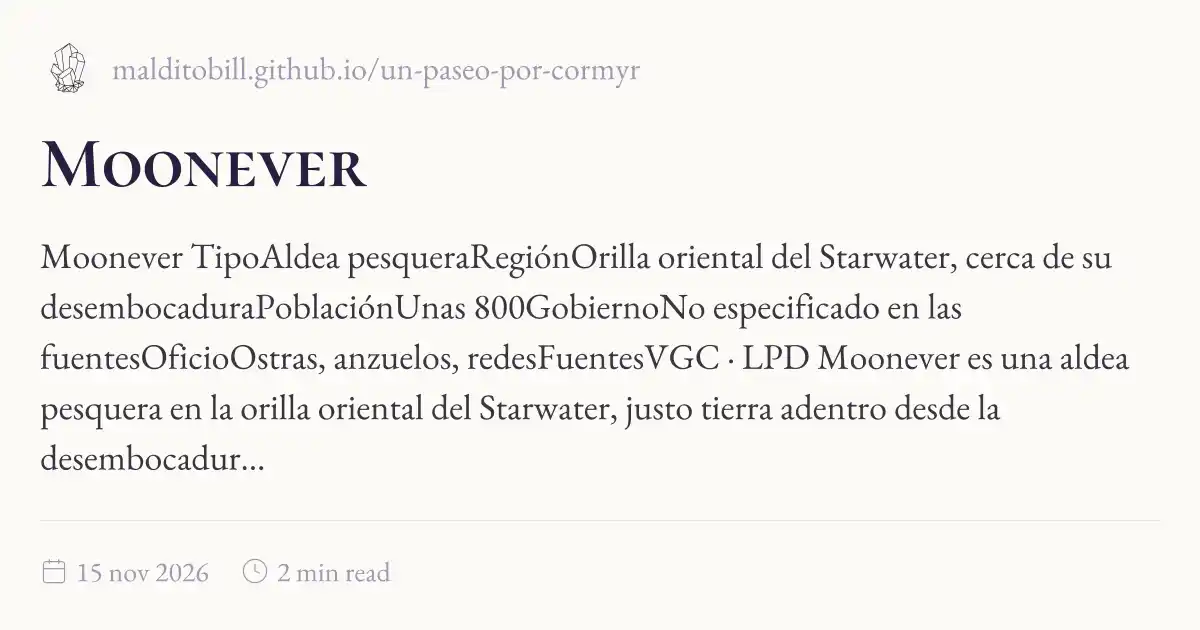 malditobill.github.io/un-paseo-por-cormyr
Moonever
Moonever TipoAldea pesqueraRegiónOrilla oriental del Starwater, cerca de su
desembocaduraPoblaciónUnas 800GobiernoNo especificado en las
fuentesOficioOstras, anzuelos, redesFuentesVGC · LPD Moonever es una aldea
pesquera en la orilla oriental del Starwater, justo tierra adentro desde la
desembocadur...
15 nov 2026 2 min read